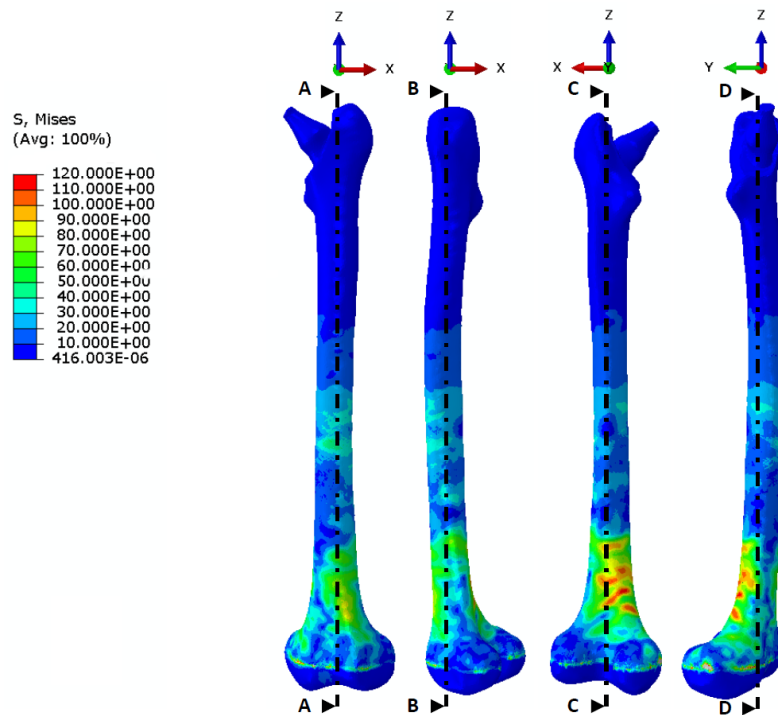 Z Z Z Z
X X X Y Y
A B C D
S, Mises
(Avg: 100%)
120.000E+00
110.000E+00
100.000E+00
90.000E+00
80.000E+00
70.000E+00
60.000E+00
50.000E+00
40.000E+00
30.000E+00
20.000E+00
10.000E+00
416.003E-06
A B C D